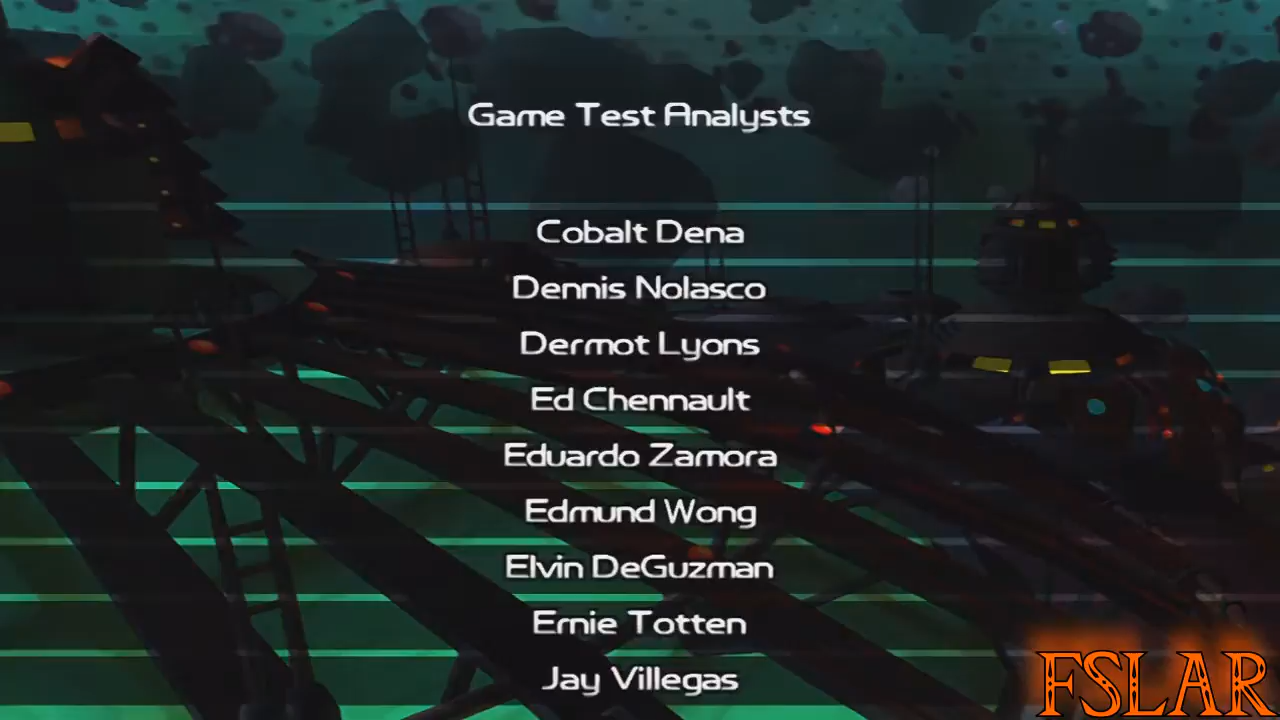 Game Test Analysts
Cobalt Dena
Dennis Nolasco
Dermot Lyons
Ed Chennault
Eduardo Zamora
Edmund Wong
Elvin DeGuzman
Ernie Totten
Jay Villegas
FSLAR